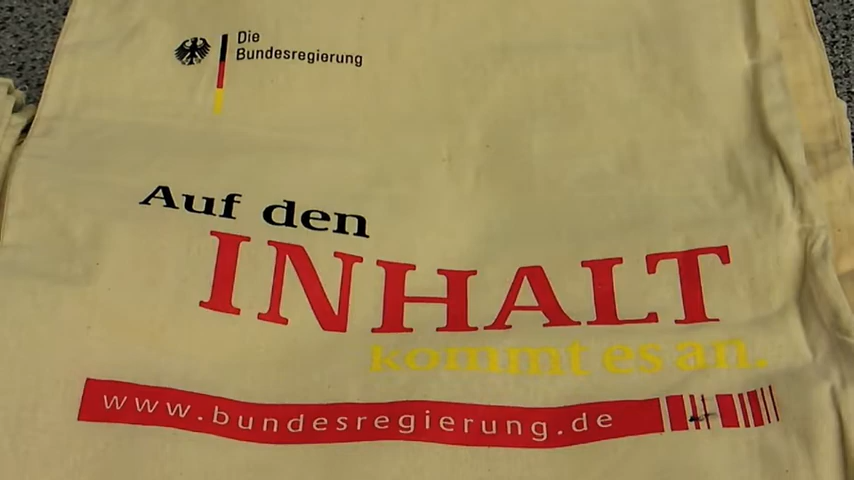 Die
Bundesregierung
Auf den
INHALT
kommt es an.
www.bundesregierung.de